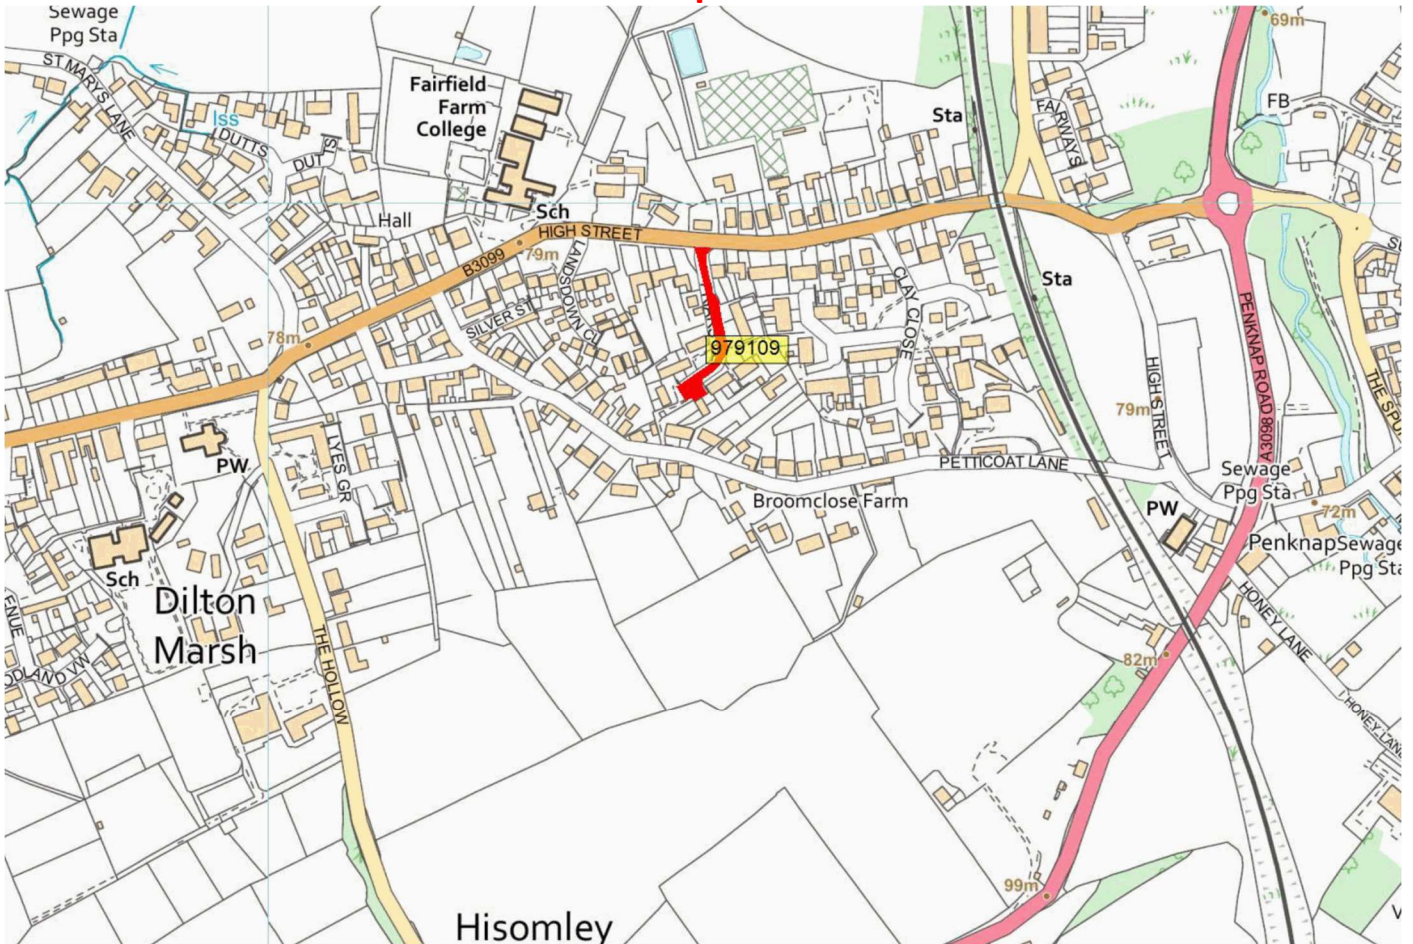 Sewage
Ppg Sta
69m
ST MARYS LANE
Fairfield
Farm
College
Iss
DUTTS
FAIRWAYS
FB
Sta
Hall
Sch
HIGH STREET
79m
B3099
LANDSDOWN CL
SILVER ST
78m
CLAY CLOSE
Sta
PENKNAP ROAD A3098
979109
HIGH STREET
79m
LYES GR
PW
PETTICOAT LANE
Broomclose Farm
Sewage
Ppg Sta
72m
PW
Penknap
Sewage
Ppg Sta
Sch
Dilton
Marsh
HONEY LANE
THE HOLLOW
82m
HONEY LANE
99m
Hisomley